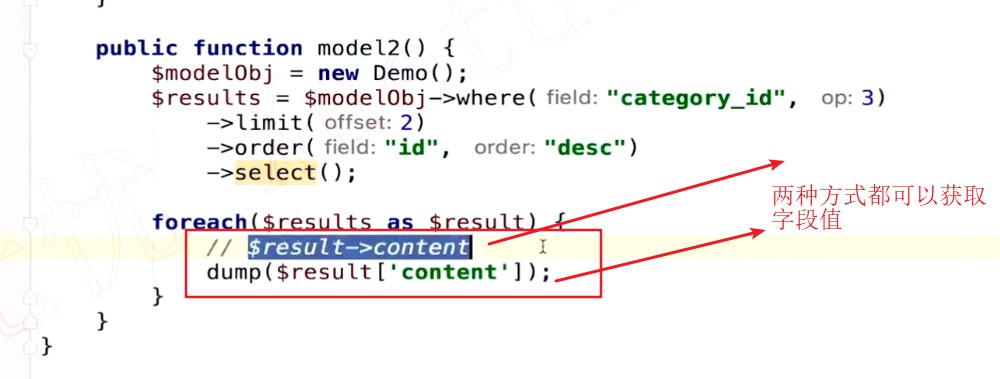 }
public function model2() {
$modelObj = new Demo();
$results = $modelObj->where( field: "category_id", op: 3)
->limit( offset: 2)
->order( field: "id", order: "desc")
->select();
foreach($results as $result) {
// $result->content
dump($result['content']);
}
}
}
两种方式都可以获取
字段值